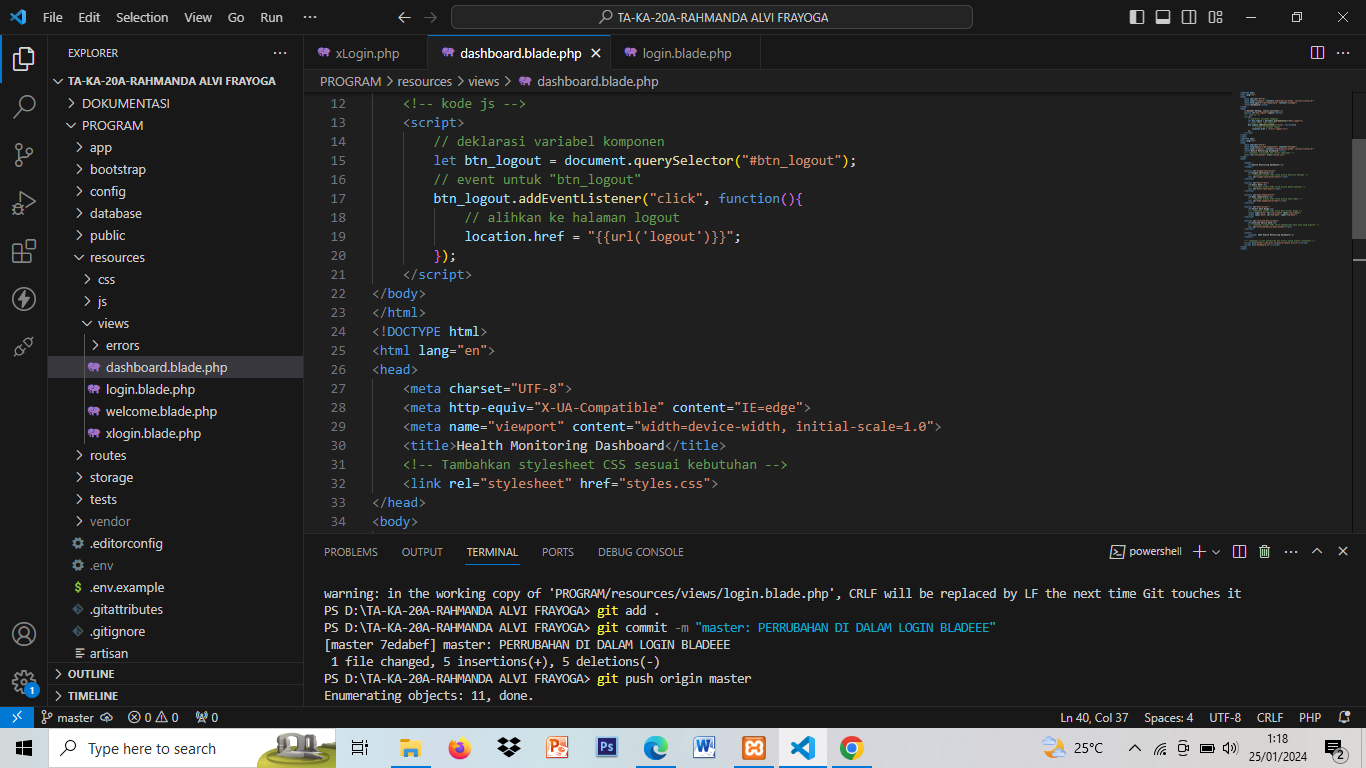 File Edit Selection View Go Run ··· TA-KA-20A-RAHMANDA ALVI FRAYOGA
EXPLORER ···
TA-KA-20A-RAHMANDA ALVI FRAYOGA
DOKUMENTASI
PROGRAM
app
bootstrap
config
database
public
resources
css
js
views
errors
dashboard.blade.php
login.blade.php
welcome.blade.php
xlogin.blade.php
routes
storage
tests
vendor
.editorconfig
.env
$ .env.example
.gitattributes
.gitignore
artisan
OUTLINE
TIMELINE
xLogin.php dashboard.blade.php login.blade.php
PROGRAM > resources > views > dashboard.blade.php
12 <!-- kode js -->
13 <script>
14 // deklarasi variabel komponen
15 let btn_logout = document.querySelector("#btn_logout");
16 // event untuk "btn_logout"
17 btn_logout.addEventListener("click", function(){
18 // alihkan ke halaman logout
19 location.href = "{{url('logout')}}";
20 });
21 </script>
22 </body>
23 </html>
24 <!DOCTYPE html>
25 <html lang="en">
26 <head>
27 <meta charset="UTF-8">
28 <meta http-equiv="X-UA-Compatible" content="IE=edge">
29 <meta name="viewport" content="width=device-width, initial-scale=1.0">
30 <title>Health Monitoring Dashboard</title>
31 <!-- Tambahkan stylesheet CSS sesuai kebutuhan -->
32 <link rel="stylesheet" href="styles.css">
33 </head>
34 <body>
PROBLEMS OUTPUT TERMINAL PORTS DEBUG CONSOLE powershell
warning: in the working copy of 'PROGRAM/resources/views/login.blade.php', CRLF will be replaced by LF the next time Git touches it
PS D:\TA-KA-20A-RAHMANDA ALVI FRAYOGA> git add .
PS D:\TA-KA-20A-RAHMANDA ALVI FRAYOGA> git commit -m "master: PERRUBAHAN DI DALAM LOGIN BLADEEE"
[master 7edabef] master: PERRUBAHAN DI DALAM LOGIN BLADEEE
1 file changed, 5 insertions(+), 5 deletions(-)
PS D:\TA-KA-20A-RAHMANDA ALVI FRAYOGA> git push origin master
Enumerating objects: 11, done.
1
master 0 0 0 Ln 40, Col 37 Spaces: 4 UTF-8 CRLF PHP
Type here to search Ps 25°C 1:18
25/01/2024 2